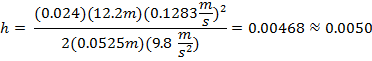 h = (0.024)(12.2m)(0.1283 m/s)² / 2(0.0525m)(9.8 m/s²) = 0.00468 ≈ 0.0050